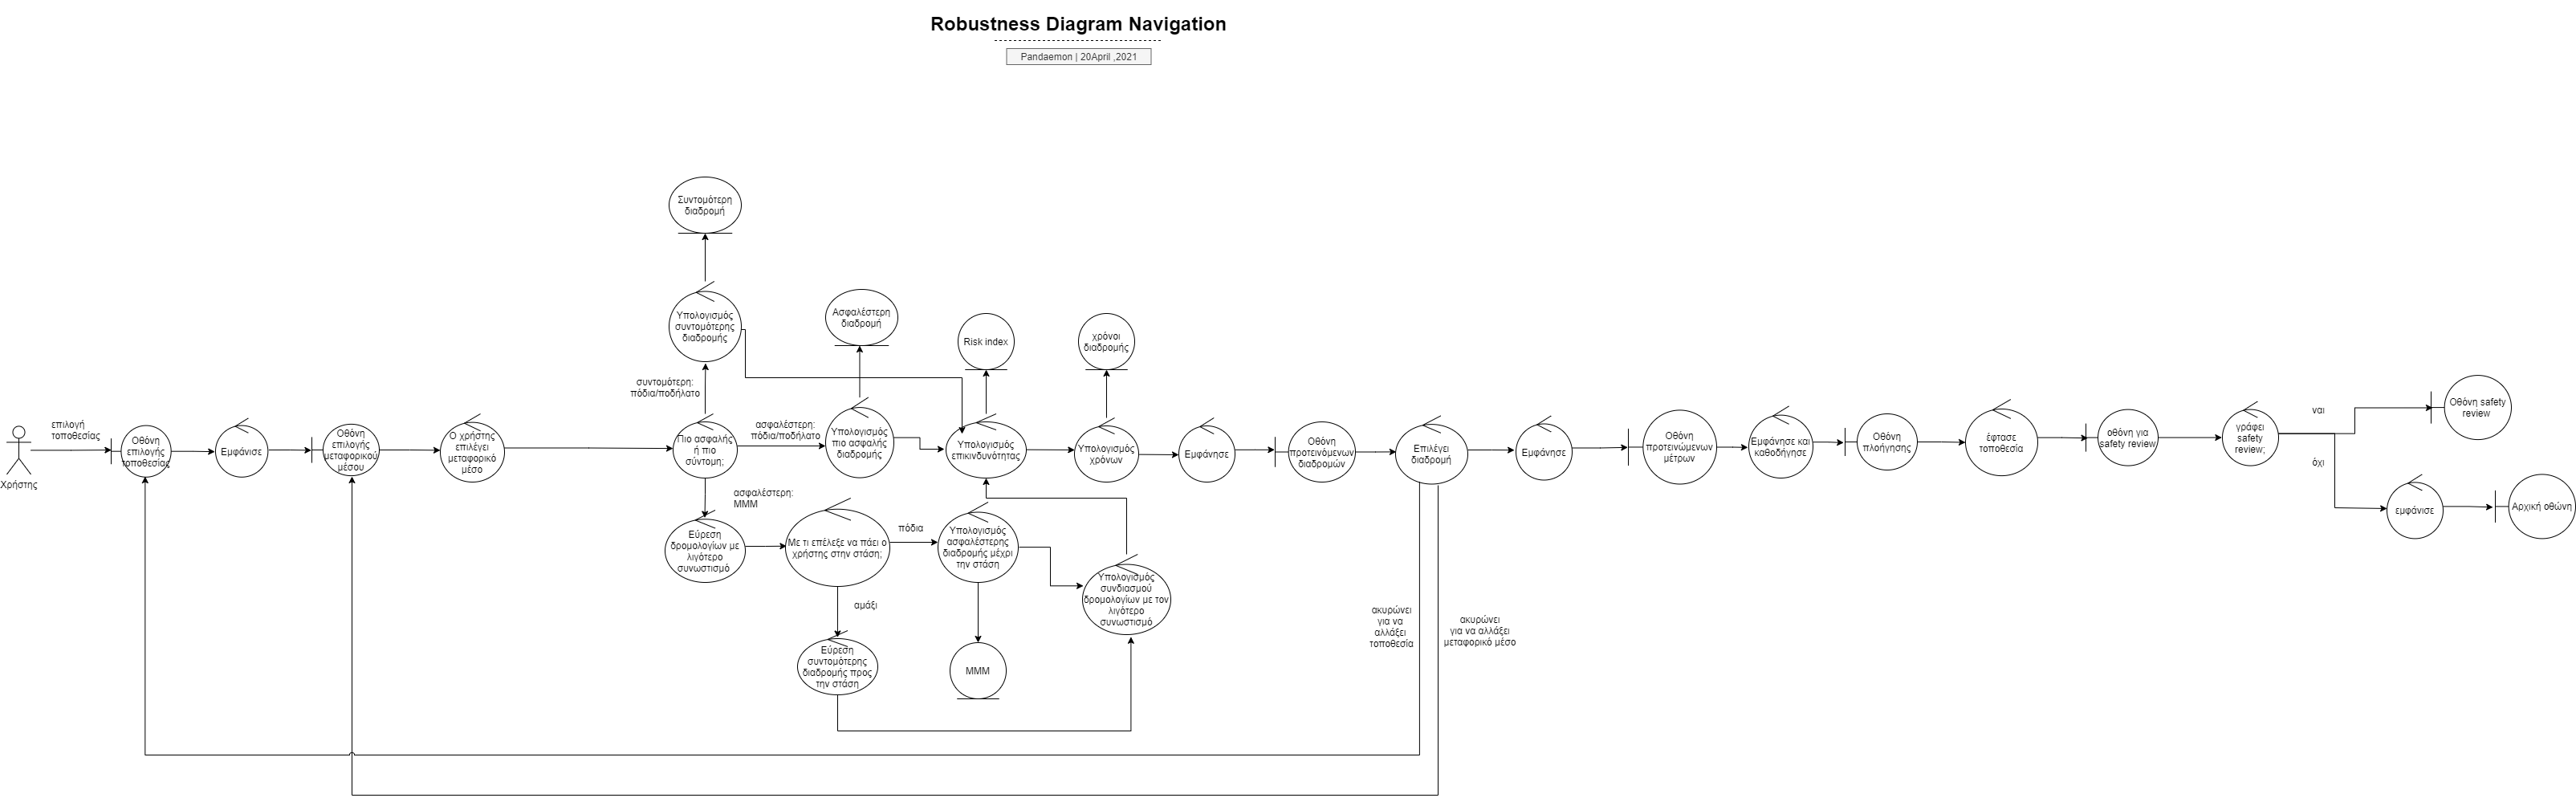 Robustness Diagram Navigation
Pandaemon | 20April ,2021
Χρήστης
επιλογή
τοποθεσίας
Οθόνη
επιλογής
τοποθεσίας
Εμφάνισε
Οθόνη
επιλογής
μεταφορικού
μέσου
Ο χρήστης
επιλέγει
μεταφορικό
μέσο
Πιο ασφαλής
ή πιο
σύντομη;
συντομότερη:
πόδια/ποδήλατο
Υπολογισμός
συντομότερης
διαδρομής
Συντομότερη
διαδρομή
ασφαλέστερη:
πόδια/ποδήλατο
Υπολογισμός
πιο ασφαλής
διαδρομής
Ασφαλέστερη
διαδρομή
ασφαλέστερη:
ΜΜΜ
Εύρεση
δρομολογίων με
λιγότερο
συνωστισμό
Με τι επέλεξε να πάει ο
χρήστης στην στάση;
πόδια
αμάξι
Υπολογισμός
ασφαλέστερης
διαδρομής μέχρι
την στάση
ΜΜΜ
Εύρεση
συντομότερης
διαδρομής προς
την στάση
Υπολογισμός
συνδιασμού
δρομολογίων με τον
λιγότερο
συνωστισμό
Υπολογισμός
επικινδυνότητας
Risk index
Υπολογισμός
χρόνων
χρόνοι
διαδρομής
Εμφάνησε
Οθόνη
προτεινόμενων
διαδρομών
Επιλέγει
διαδρομή
ακυρώνει
για να
αλλάξει
τοποθεσία
ακυρώνει
για να αλλάξει
μεταφορικό μέσο
Εμφάνησε
Οθόνη
προτεινώμενων
μέτρων
Εμφάνησε και
καθοδήγησε
Οθόνη
πλοήγησης
έφτασε
τοποθεσία
οθόνη για
safety review
γράφει
safety
review;
ναι
Οθόνη safety
review
όχι
εμφάνισε
Αρχική οθώνη